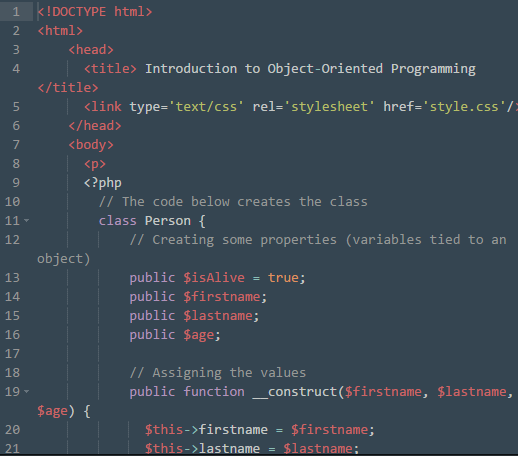 1 <!DOCTYPE html>
2 <html>
3 <head>
4 <title> Introduction to Object-Oriented Programming
</title>
5 <link type='text/css' rel='stylesheet' href='style.css'/>
6 </head>
7 <body>
8 <p>
9 <?php
10 // The code below creates the class
11 class Person {
12 // Creating some properties (variables tied to an
object)
13 public $isAlive = true;
14 public $firstname;
15 public $lastname;
16 public $age;
17
18 // Assigning the values
19 public function __construct($firstname, $lastname,
$age) {
20 $this->firstname = $firstname;
21 $this->lastname = $lastname;